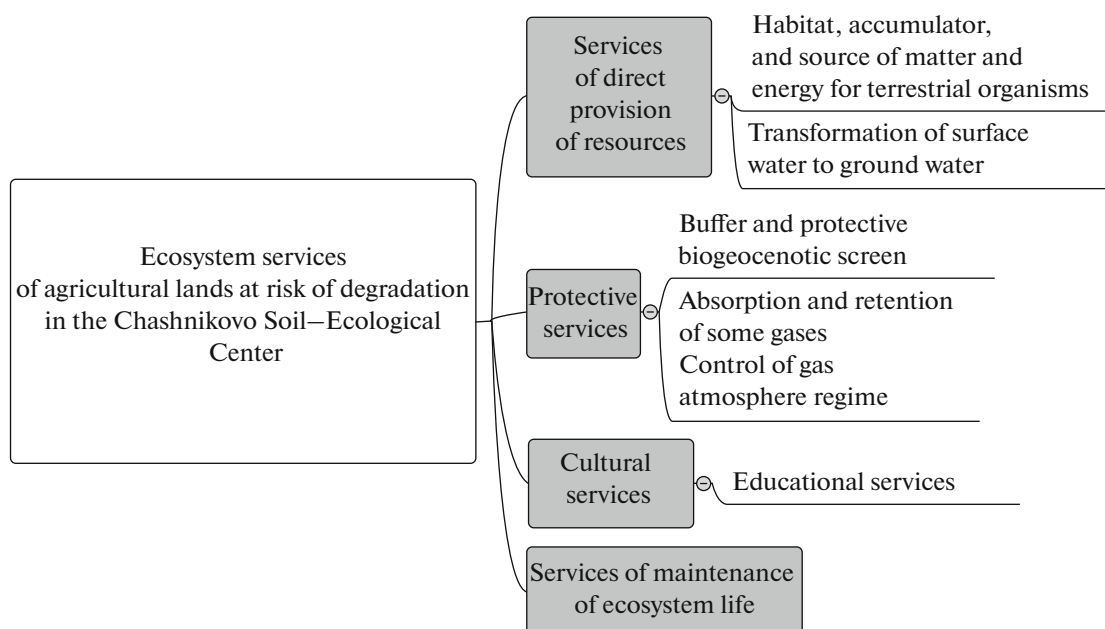 Ecosystem services
of agricultural lands at risk of degradation
in the Chashnikovo Soil–Ecological
Center
Services
of direct
provision
of resources
Habitat, accumulator,
and source of matter and
energy for terrestrial organisms
Transformation of surface
water to ground water
Protective
services
Buffer and protective
biogeocenotic screen
Absorption and retention
of some gases
Control of gas
atmosphere regime
Cultural
services
Educational services
Services of maintenance
of ecosystem life